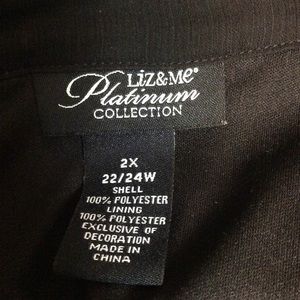 LIZ&ME®
Platinum
COLLECTION
2X
22/24W
SHELL
100% POLYESTER
LINING
100% POLYESTER
EXCLUSIVE OF
DECORATION
MADE IN
CHINA